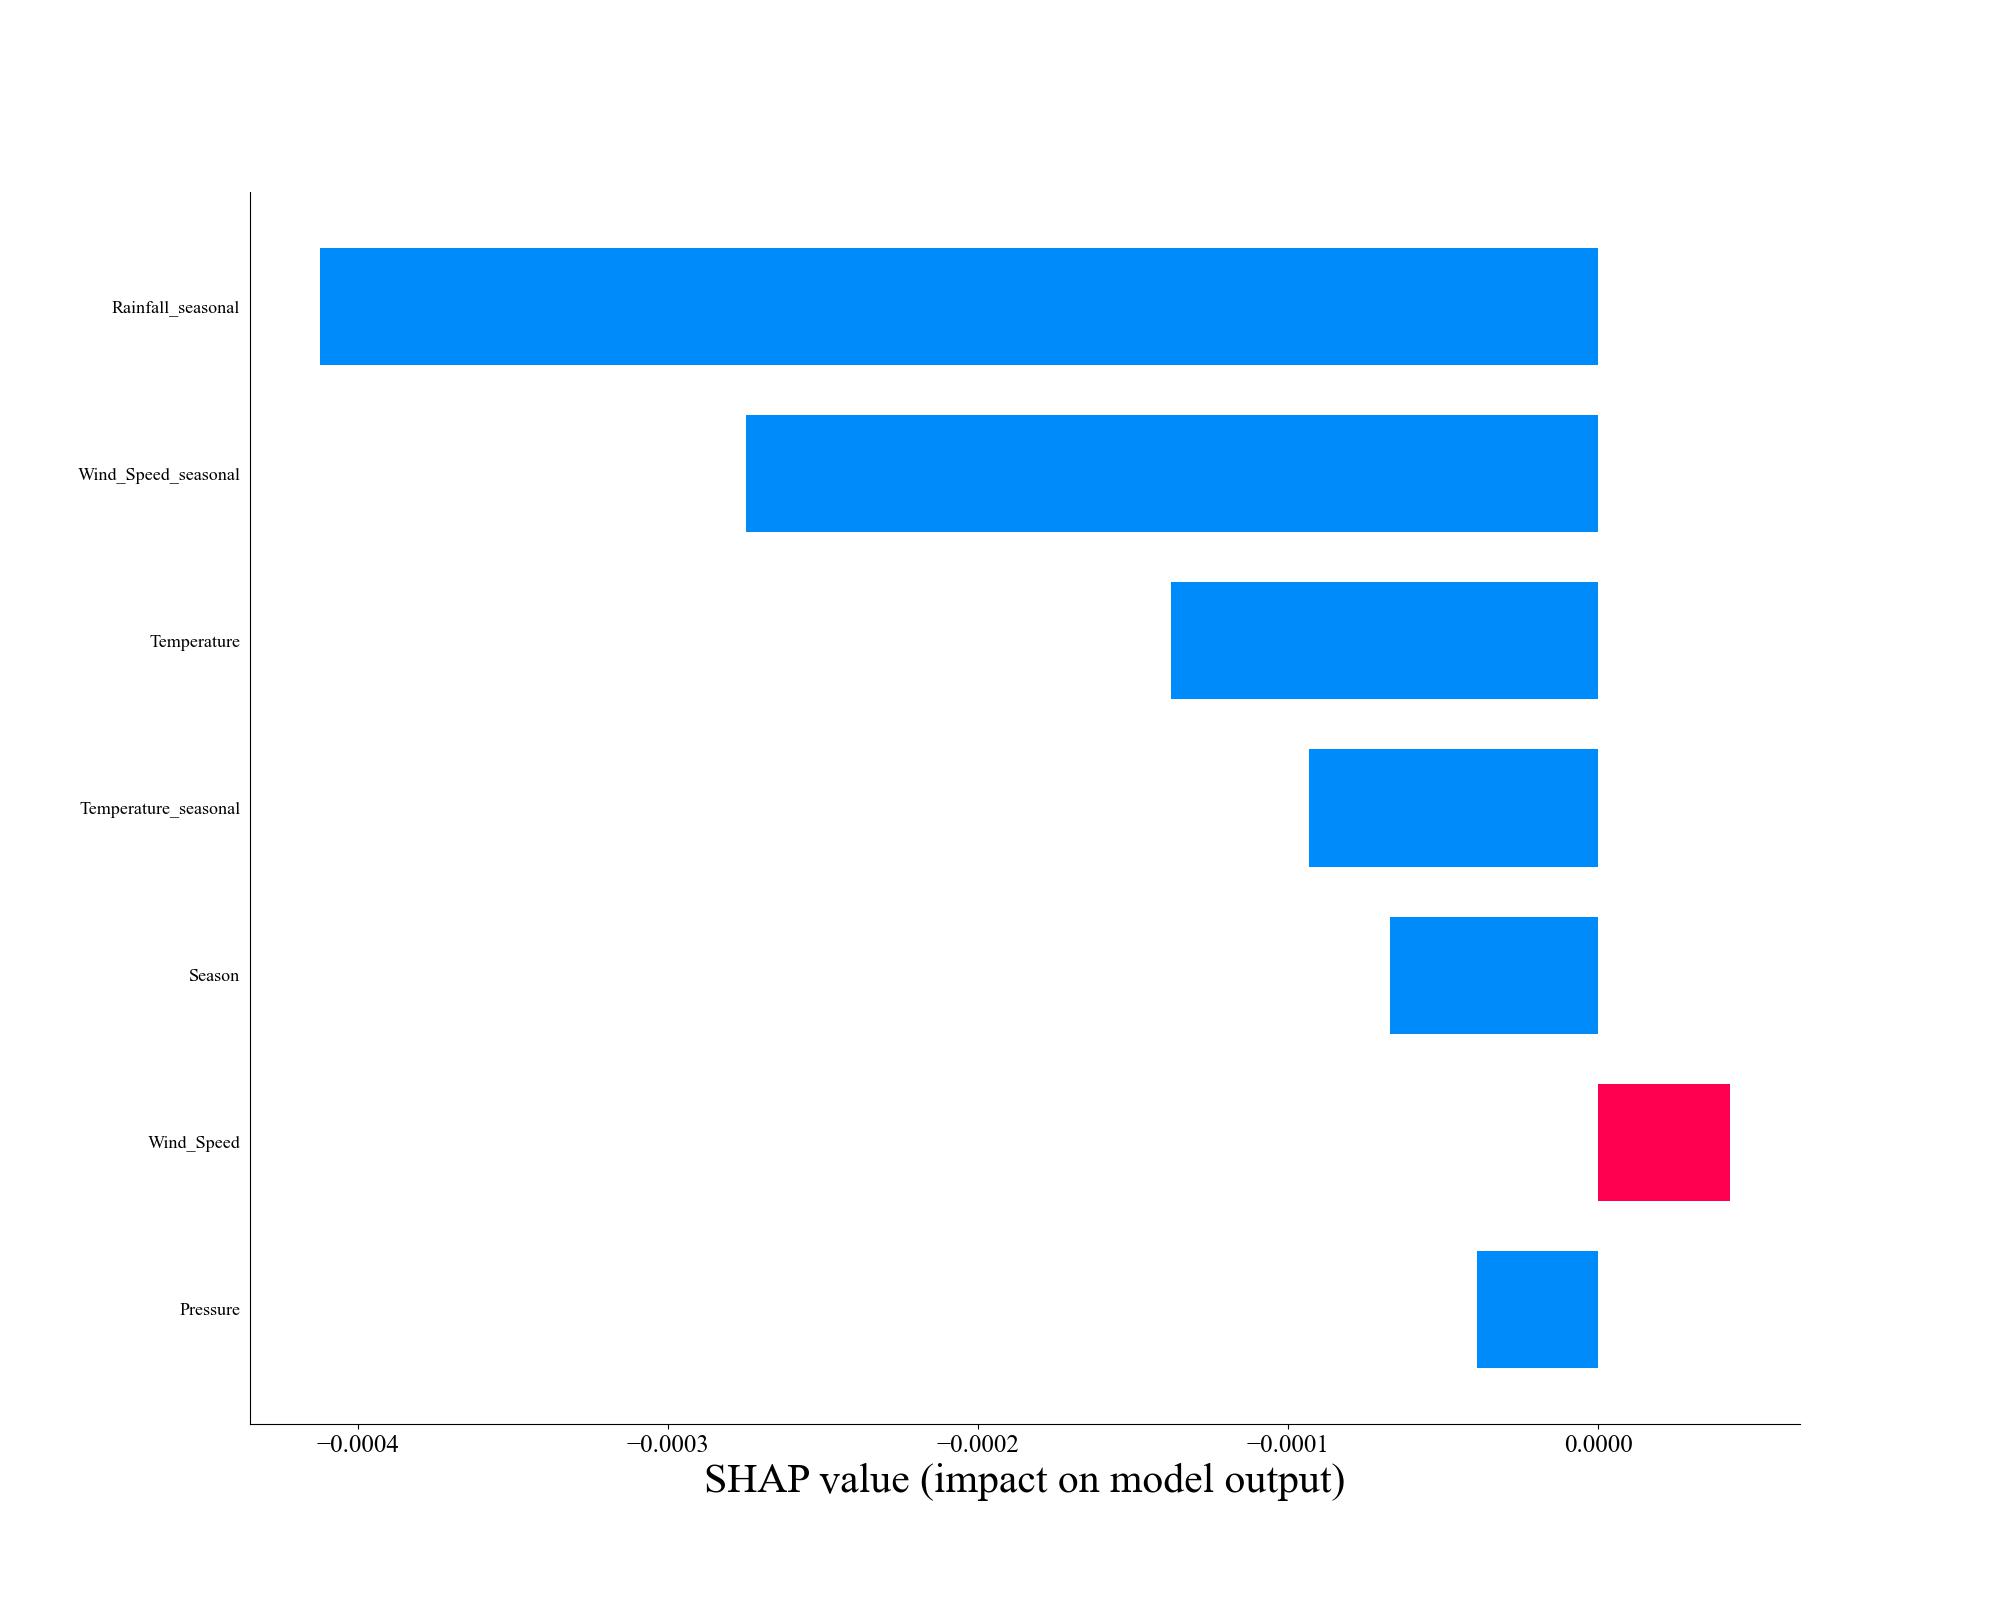 Rainfall_seasonal
Wind_Speed_seasonal
Temperature
Temperature_seasonal
Season
Wind_Speed
Pressure
−0.0004 −0.0003 −0.0002 −0.0001 0.0000
SHAP value (impact on model output)